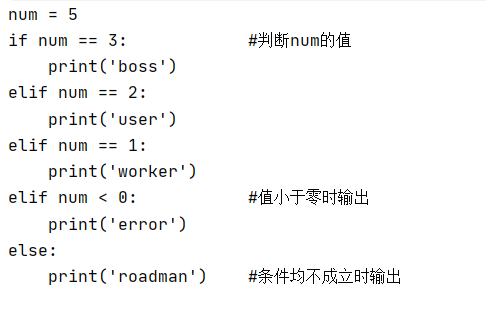 num = 5
if num == 3:            #判断num的值
    print('boss')
elif num == 2:
    print('user')
elif num == 1:
    print('worker')
elif num < 0:           #值小于零时输出
    print('error')
else:
    print('roadman')    #条件均不成立时输出